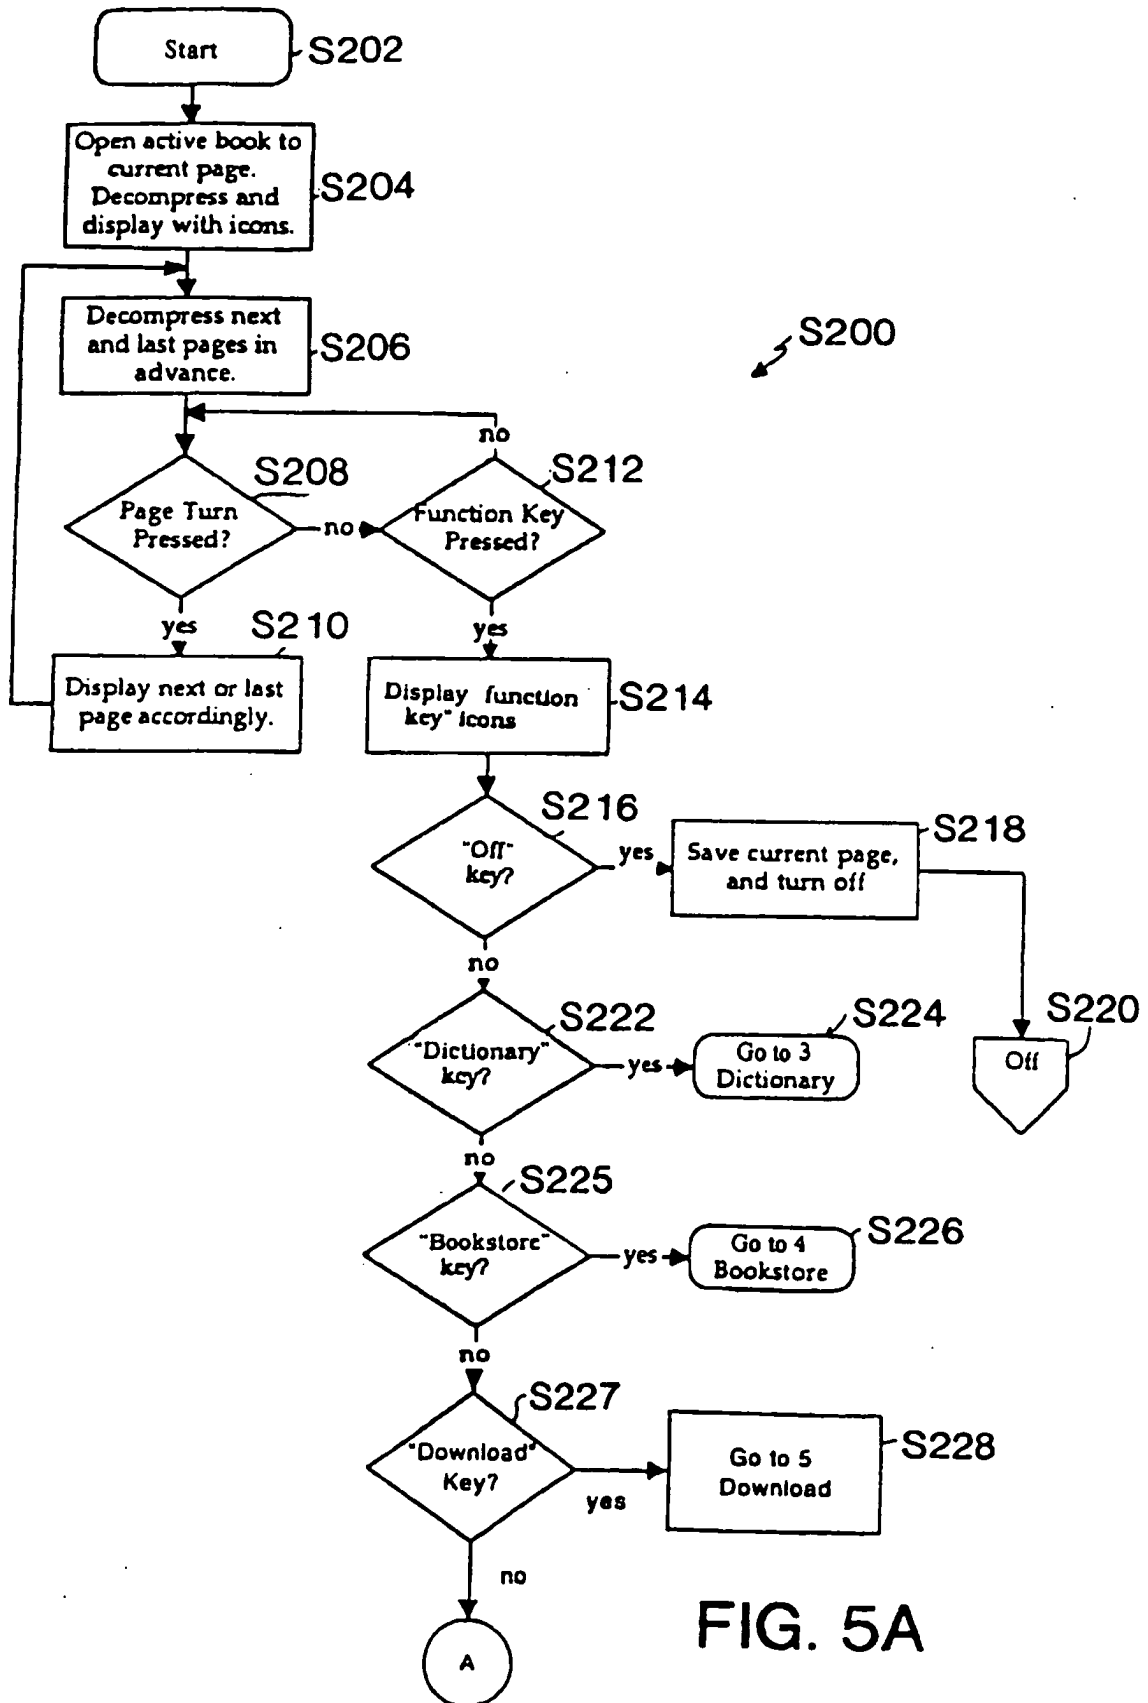 Start
S202
Open active book to
current page.
Decompress and
display with icons.
S204
Decompress next
and last pages in
advance.
S206
S200
no
S208
S212
Page Turn
Pressed?
no
Function Key
Pressed?
yes
S210
yes
Display next or last
page accordingly.
Display function
key" icons
S214
S216
"Off"
key?
yes
Save current page,
and turn off
S218
no
S222
"Dictionary"
key?
yes
S224
Go to 3
Dictionary
S220
Off
no
S225
"Bookstore"
key?
yes
Go to 4
Bookstore
S226
no
S227
"Download"
Key?
yes
Go to 5
Download
S228
no
A
FIG. 5A